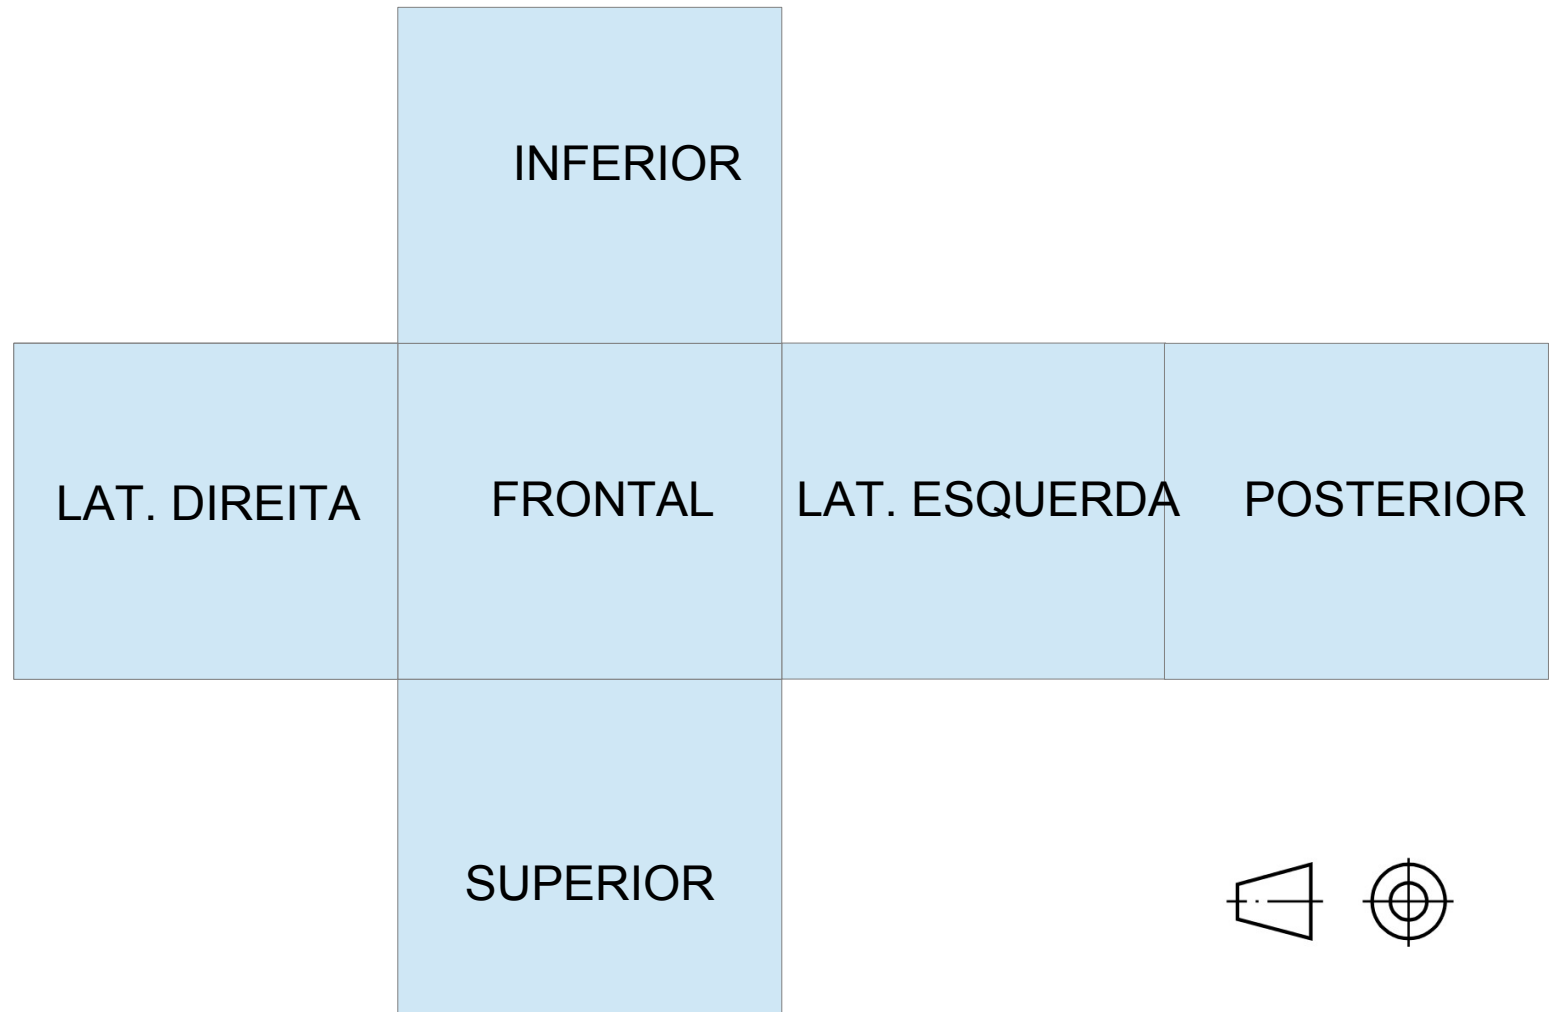 INFERIOR
LAT. DIREITA
FRONTAL
LAT. ESQUERDA
POSTERIOR
SUPERIOR